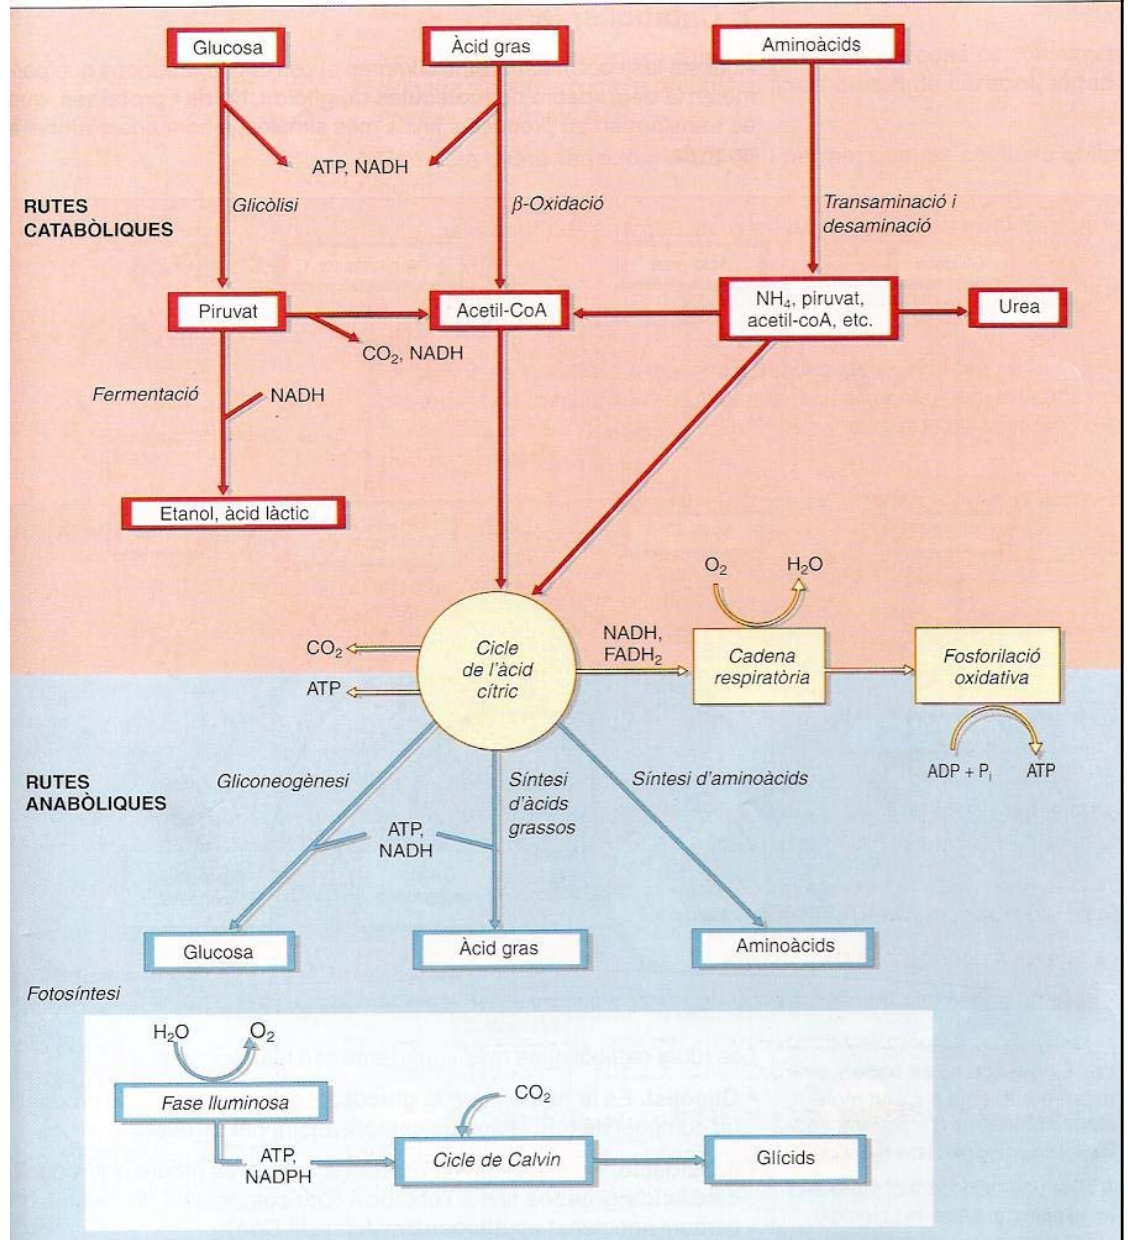 Glucosa
Àcid gras
Aminoàcids
ATP, NADH
RUTES
CATABÒLIQUES
Glicòlisi
β-Oxidació
Transaminació i
desaminació
Piruvat
Acetil-CoA
NH₄, piruvat,
acetil-coA, etc.
Urea
CO₂, NADH
Fermentació
NADH
Etanol, àcid làctic
O₂
H₂O
Cicle
de l'àcid
cítric
CO₂
ATP
NADH,
FADH₂
Cadena
respiratòria
Fosforilació
oxidativa
ADP + Pᵢ
ATP
RUTES
ANABÒLIQUES
Gliconeogènesi
Síntesi
d'àcids
grassos
Síntesi d'aminoàcids
ATP,
NADH
Glucosa
Àcid gras
Aminoàcids
Fotosíntesi
H₂O
O₂
Fase lluminosa
CO₂
ATP,
NADPH
Cicle de Calvin
Glícids